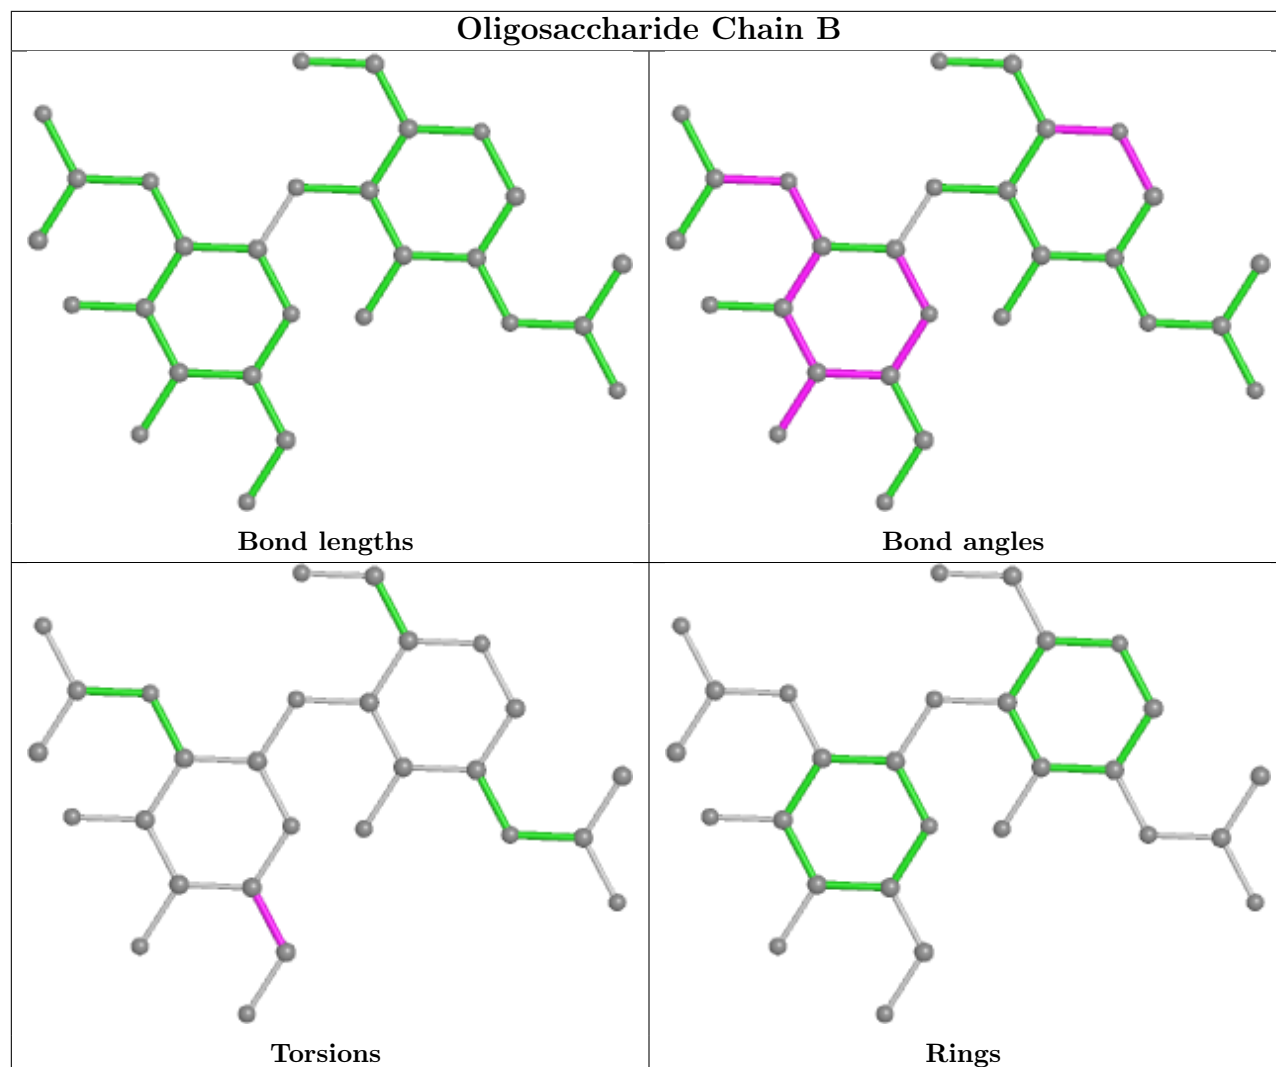 Oligosaccharide Chain B
Bond lengths
Bond angles
Torsions
Rings